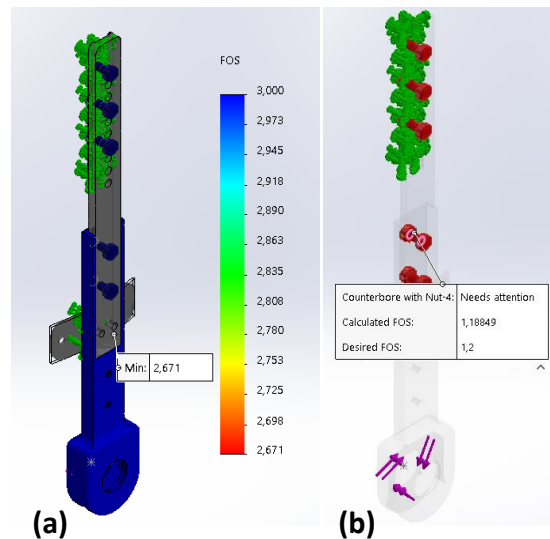 FOS
3,000
2,973
2,945
2,918
2,890
2,863
2,835
2,808
2,780
2,753
2,725
2,698
2,671
Min: 2,671
(a)
Counterbore with Nut-4: Needs attention
Calculated FOS: 1,18849
Desired FOS: 1,2
(b)